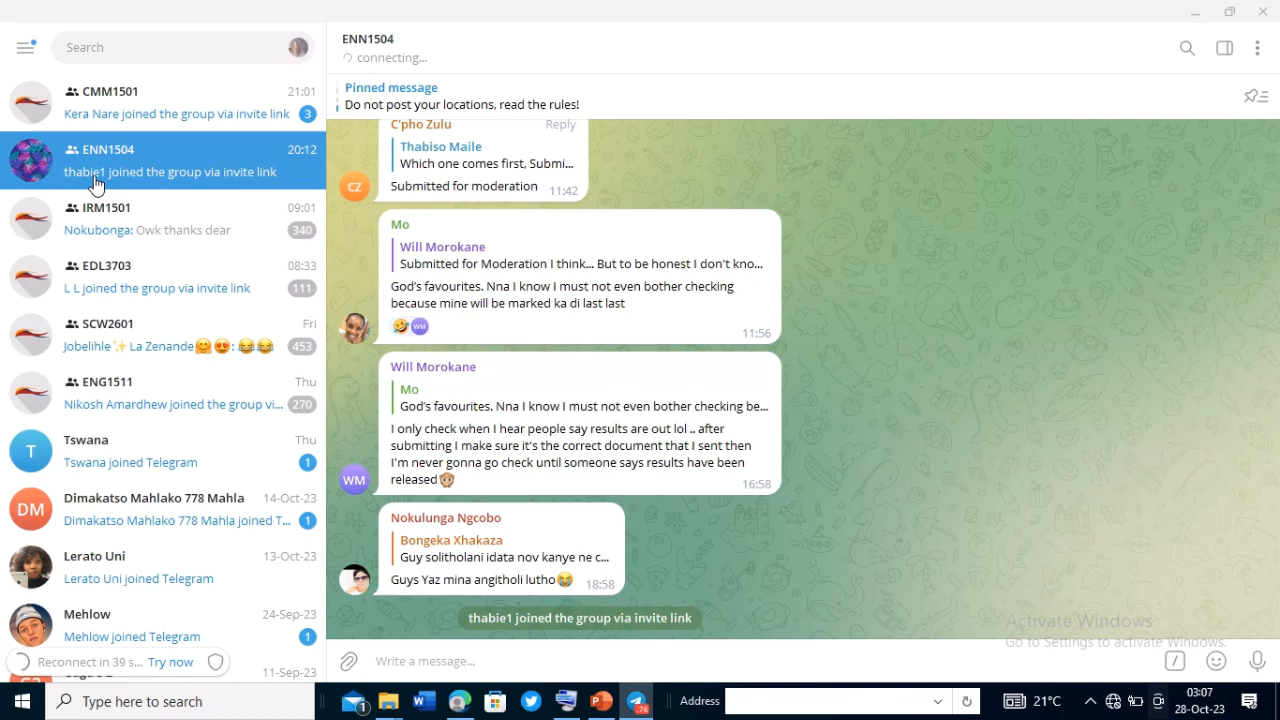 Search
CMM1501 21:01
Kera Nare joined the group via invite link 3
ENN1504 20:12
thabie1 joined the group via invite link
IRM1501 09:01
Nokubonga: Owk thanks dear 340
EDL3703 08:33
L L joined the group via invite link 111
SCW2601 Fri
Jobelihle✨La Zenande🤗😍: 😂😂 453
ENG1511 Thu
Nikosh Amardhew joined the group vi... 270
T
Tswana Thu
Tswana joined Telegram 1
DM
Dimakatso Mahlako 778 Mahla 14-Oct-23
Dimakatso Mahlako 778 Mahla joined T... 1
Lerato Uni 13-Oct-23
Lerato Uni joined Telegram
Mehlow 24-Sep-23
Mehlow joined Telegram 1
Reconnect in 39 s... Try now
11-Sep-23
ENN1504
connecting...
Pinned message
Do not post your locations, read the rules!
C'pho Zulu Reply
Thabiso Maile
Which one comes first, Submi...
Submitted for moderation 11:42
CZ
Mo
Will Morokane
Submitted for Moderation I think... But to be honest I don't kno...
God's favourites. Nna I know I must not even bother checking
because mine will be marked ka di last last
🤣 WM 11:56
Will Morokane
Mo
God's favourites. Nna I know I must not even bother checking be...
I only check when I hear people say results are out lol .. after
submitting I make sure it's the correct document that I sent then
I'm never gonna go check until someone says results have been
released🙊 16:58
WM
Nokulunga Ngcobo
Bongeka Xhakaza
Guy solitholani idata nov kanye ne c...
Guys Yaz mina angitholi lutho😭 18:58
thabie1 joined the group via invite link
Activate Windows
Go to Settings to activate Windows.
Write a message...
Type here to search
1
76
Address
21°C
03:07
28-Oct-23